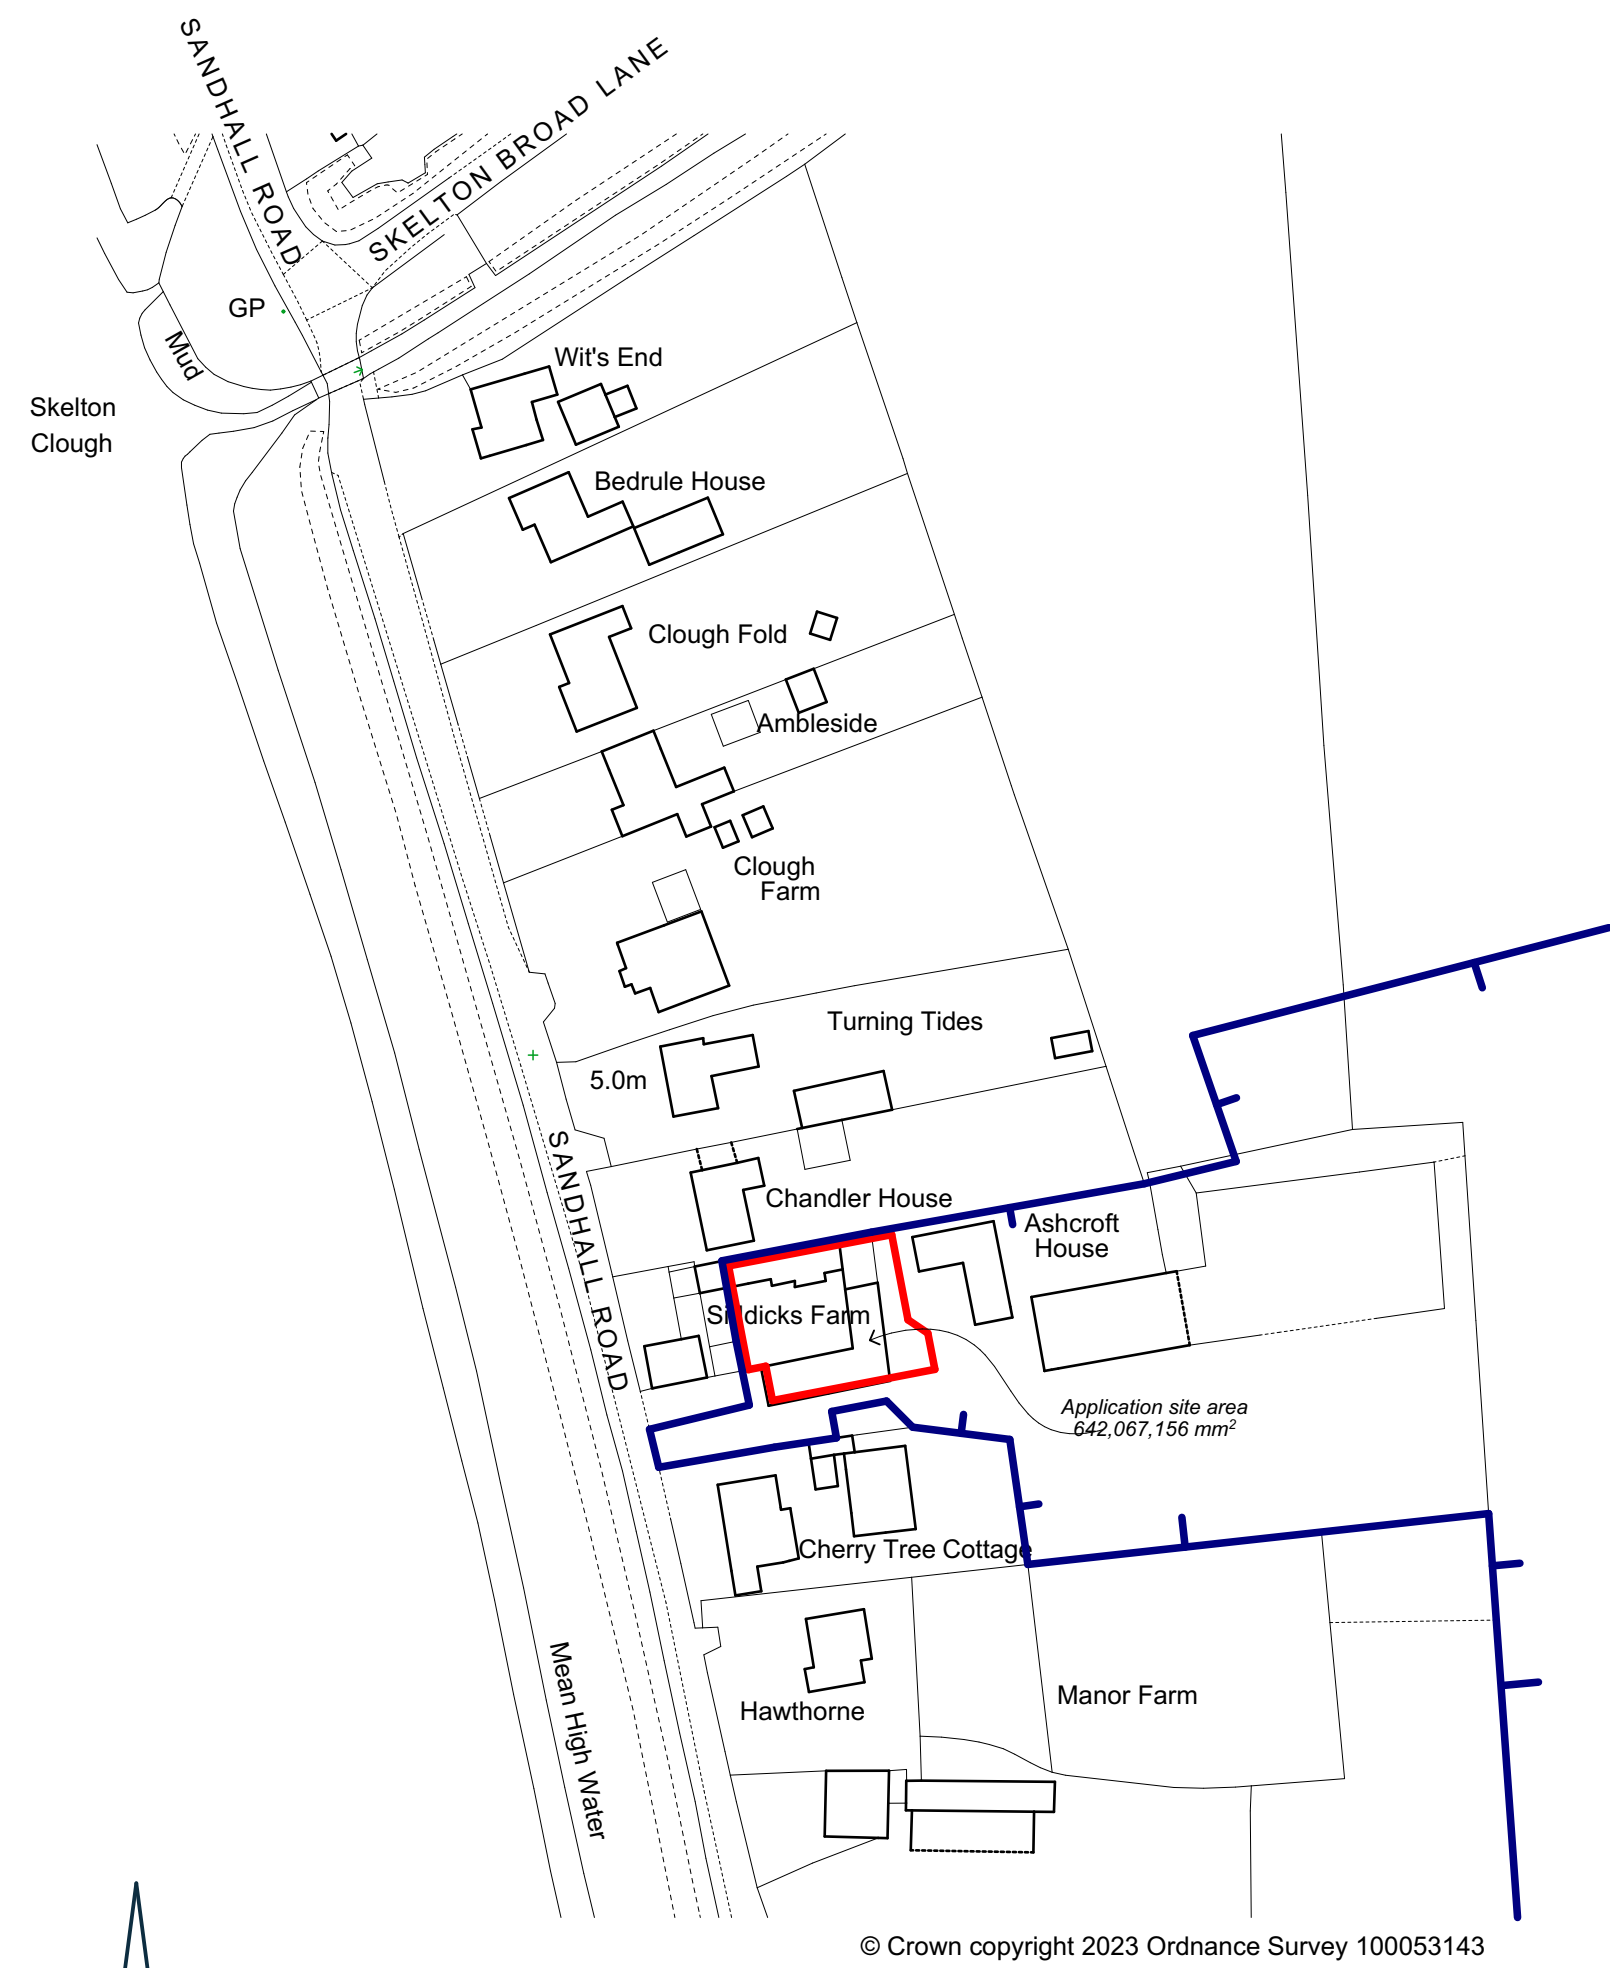 SANDHALL ROAD
SKELTON BROAD LANE
GP
Mud
Skelton
Clough
Wit's End
Bedrule House
Clough Fold
Ambleside
Clough
Farm
Turning Tides
5.0m
SANDHALL ROAD
Chandler House
Ashcroft
House
Siddicks Farm
Application site area
642,067,156 mm²
Cherry Tree Cottage
Mean High Water
Hawthorne
Manor Farm
© Crown copyright 2023 Ordnance Survey 100053143